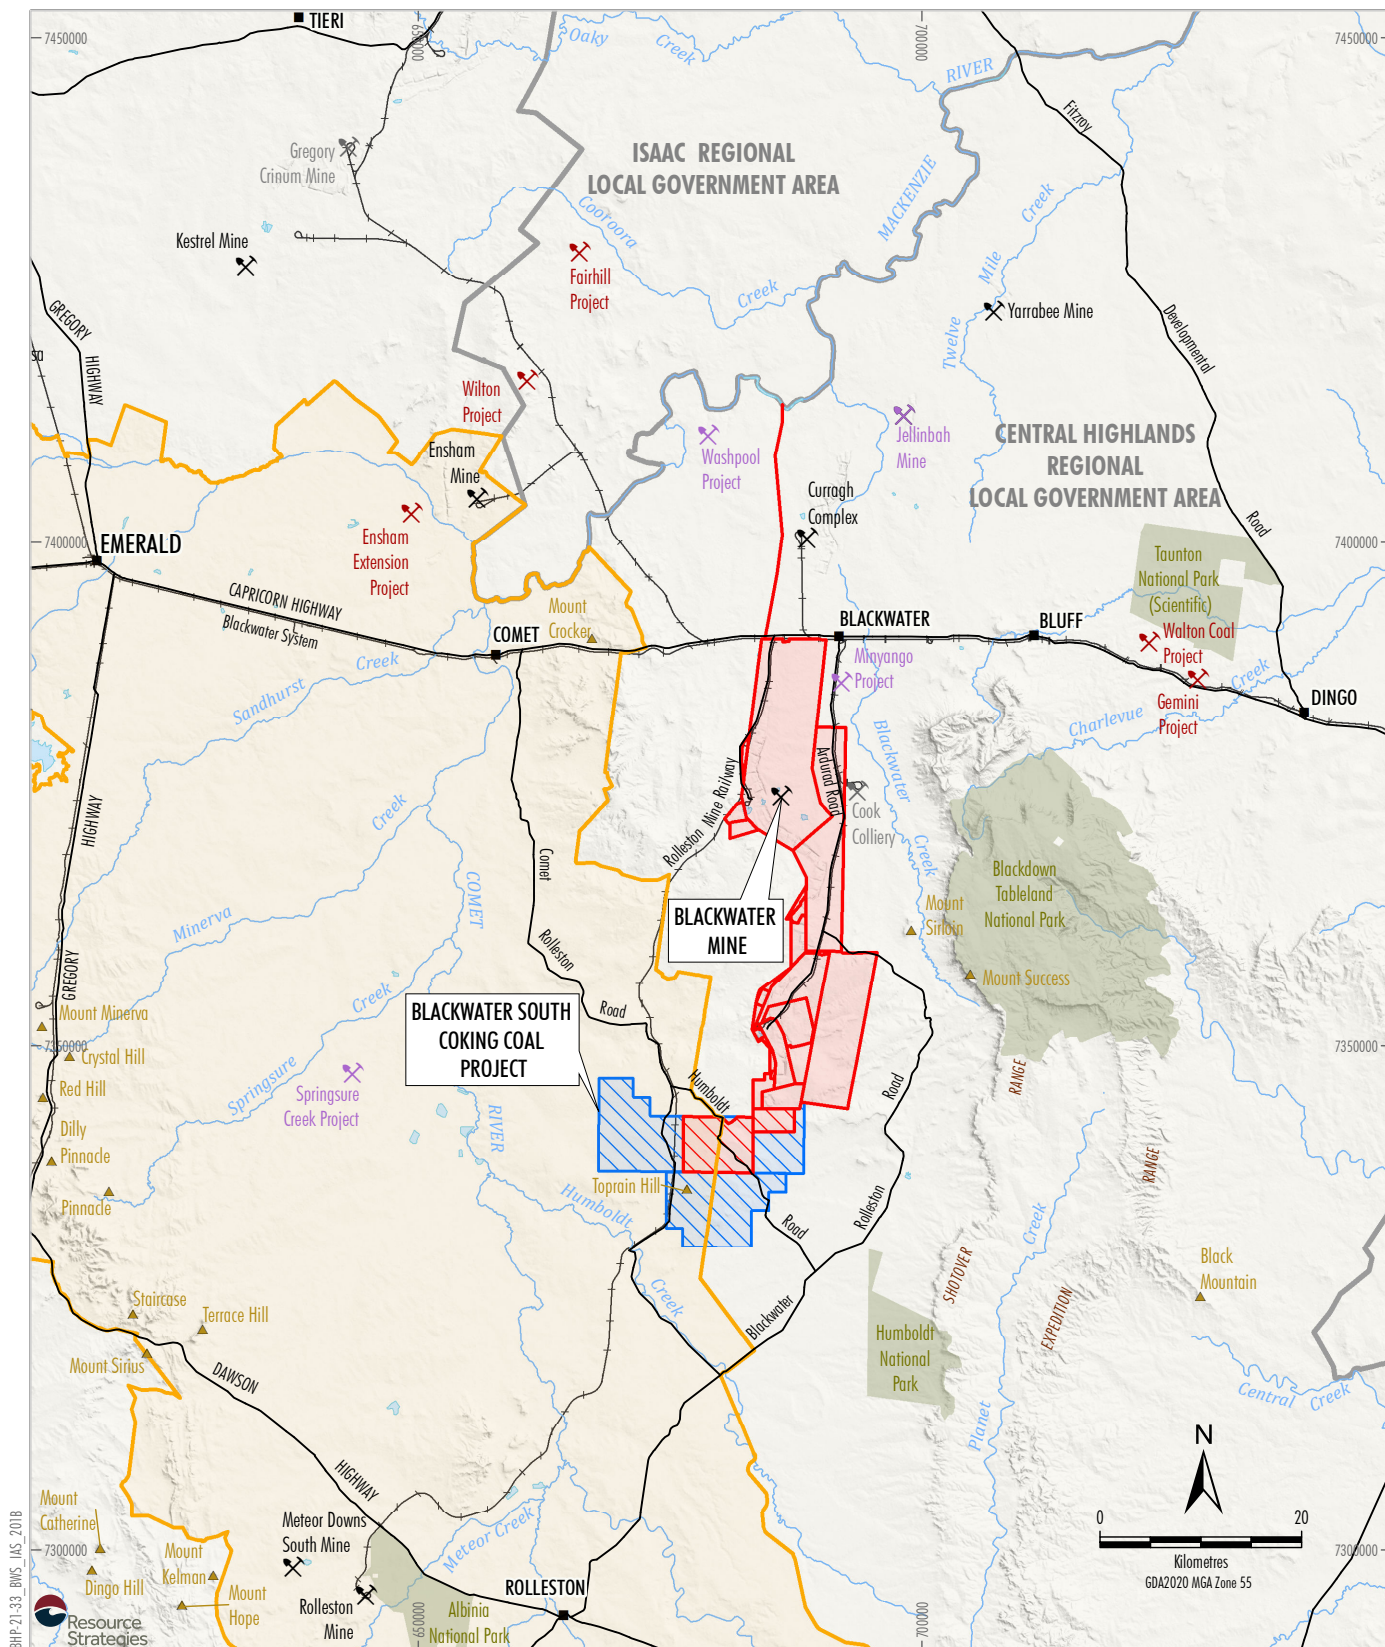 TIERI
650000
700000
7450000
7450000
Oaky
Creek
RIVER
Fitzroy
Gregory
Crinum Mine
ISAAC REGIONAL
LOCAL GOVERNMENT AREA
MACKENZIE
Creek
Cooroora
Kestrel Mine
Fairhill
Project
Creek
Mile
Twelve
Yarrabee Mine
Developmental
GREGORY
HIGHWAY
sa
Wilton
Project
Ensham
Mine
Washpool
Project
Jellinbah
Mine
CENTRAL HIGHLANDS
REGIONAL
LOCAL GOVERNMENT AREA
Curragh
Complex
Road
Ensham
Extension
Project
7400000
7400000
EMERALD
Taunton
National Park
(Scientific)
CAPRICORN HIGHWAY
Blackwater System
Mount
Crocker
COMET
BLACKWATER
BLUFF
Walton Coal
Project
Minyango
Project
Creek
Sandhurst
Gemini
Project
Creek
Charlevue
DINGO
Blackwater
Creek
Ardurad Road
Rolleston Mine Railway
Cook
Colliery
HIGHWAY
Creek
Minerva
Comet
COMET
Blackdown
Tableland
National Park
Mount
Sirloin
BLACKWATER
MINE
Rolleston
Road
GREGORY
Mount Success
Creek
Springsure
Mount Minerva
Crystal Hill
7350000
7350000
Red Hill
BLACKWATER SOUTH
COKING COAL
PROJECT
Humboldt
Road
RANGE
Springsure
Creek Project
RIVER
Dilly
Pinnacle
Pinnacle
RANGE
Toprain Hill
Humboldt
Road
Rolleston
Creek
Creek
Black
Mountain
SHOTOVER
EXPEDITION
Staircase
Terrace Hill
Mount Sirius
Blackwater
Humboldt
National
Park
DAWSON
Central
Creek
Planet
HIGHWAY
N
0
20
Kilometres
GDA2020 MGA Zone 55
Mount
Catherine
Meteor Downs
South Mine
Meteor Creek
7300000
7300000
Mount
Kelman
Dingo Hill
Mount
Hope
ROLLESTON
Rolleston
Mine
Albinia
National Park
650000
700000
Resource
Strategies
BHP-21-33_BWS_IAS_201B